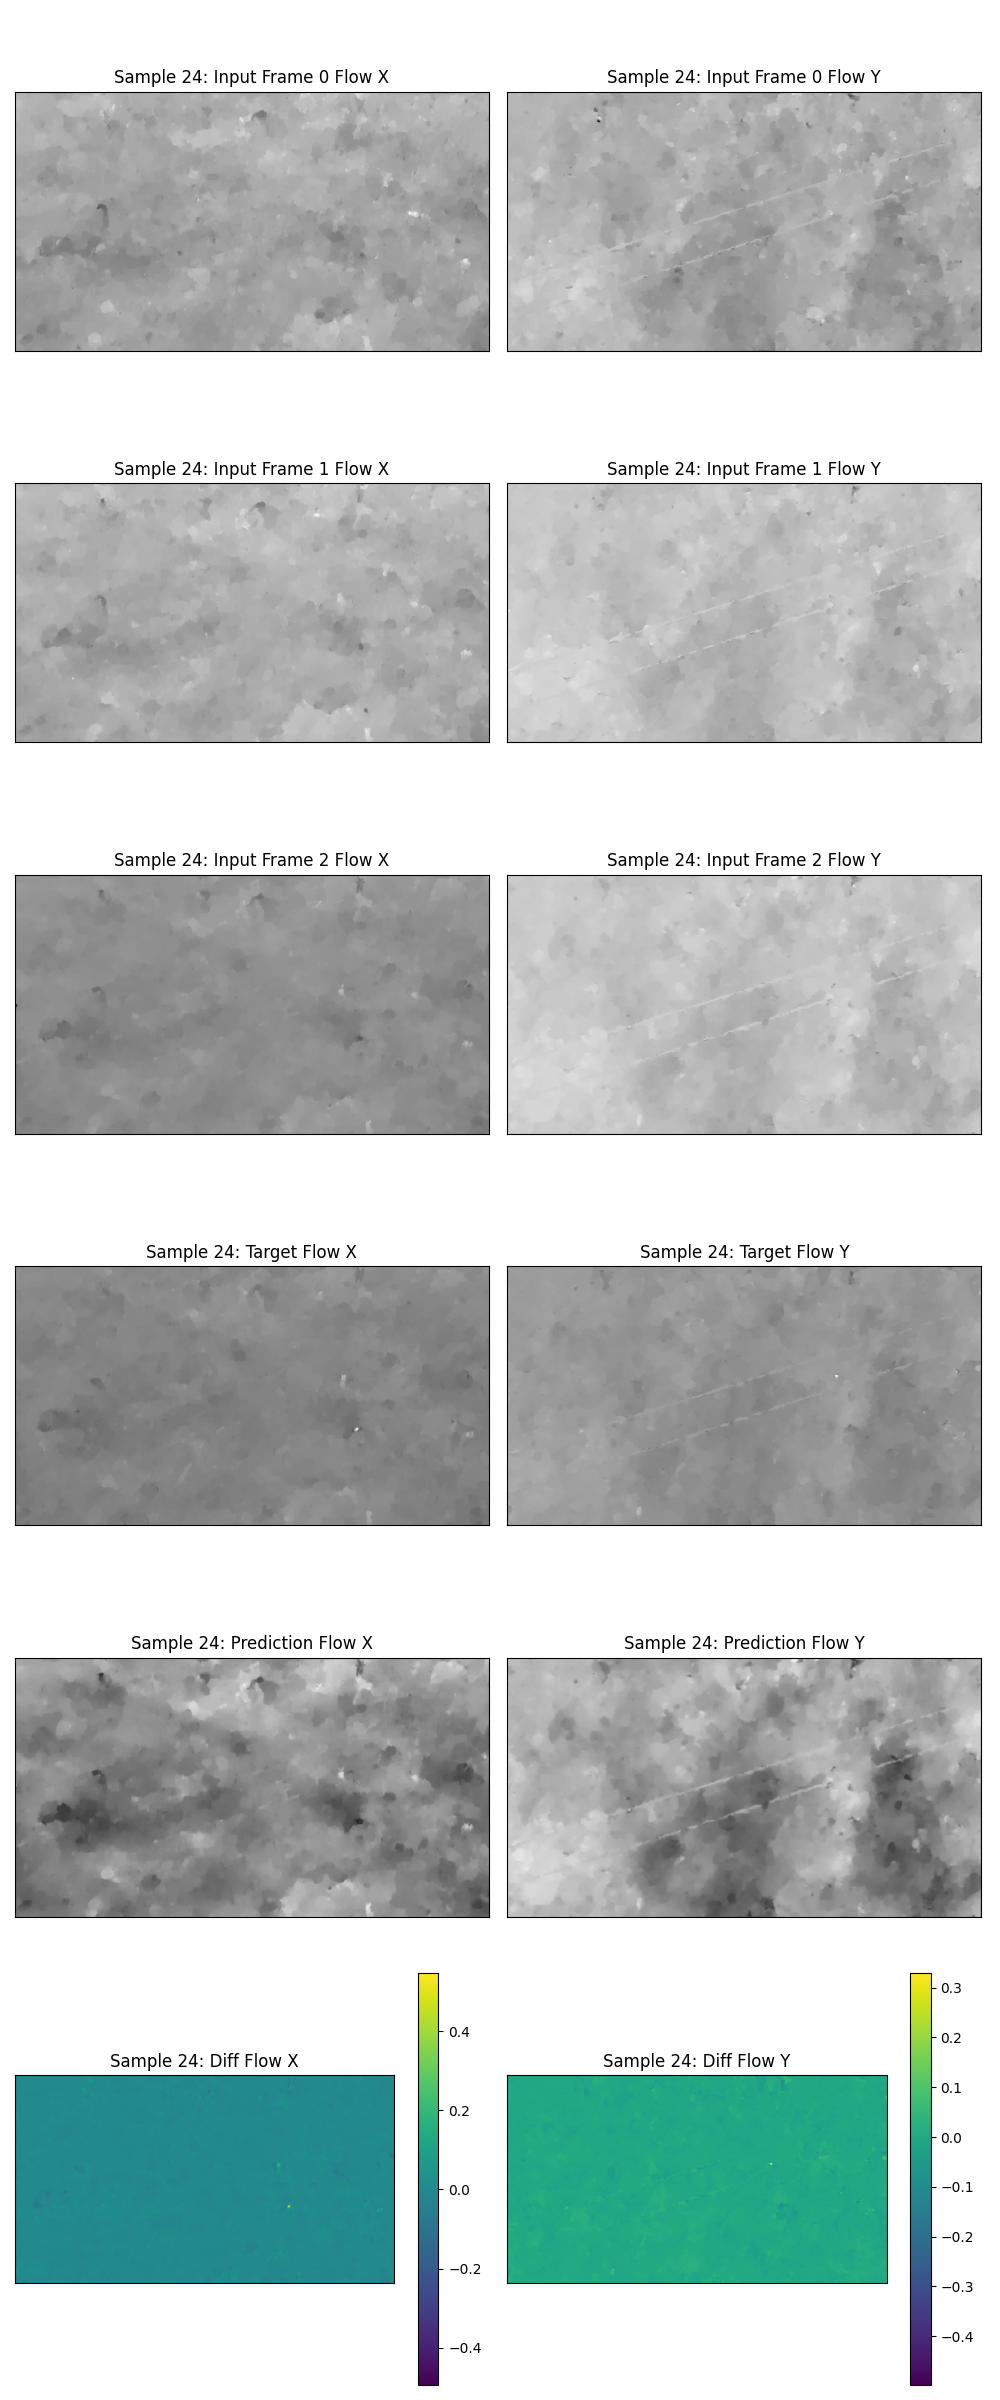 Sample 24: Input Frame 0 Flow X
Sample 24: Input Frame 0 Flow Y
Sample 24: Input Frame 1 Flow X
Sample 24: Input Frame 1 Flow Y
Sample 24: Input Frame 2 Flow X
Sample 24: Input Frame 2 Flow Y
Sample 24: Target Flow X
Sample 24: Target Flow Y
Sample 24: Prediction Flow X
Sample 24: Prediction Flow Y
Sample 24: Diff Flow X
0.4
0.2
0.0
−0.2
−0.4
Sample 24: Diff Flow Y
0.3
0.2
0.1
0.0
−0.1
−0.2
−0.3
−0.4